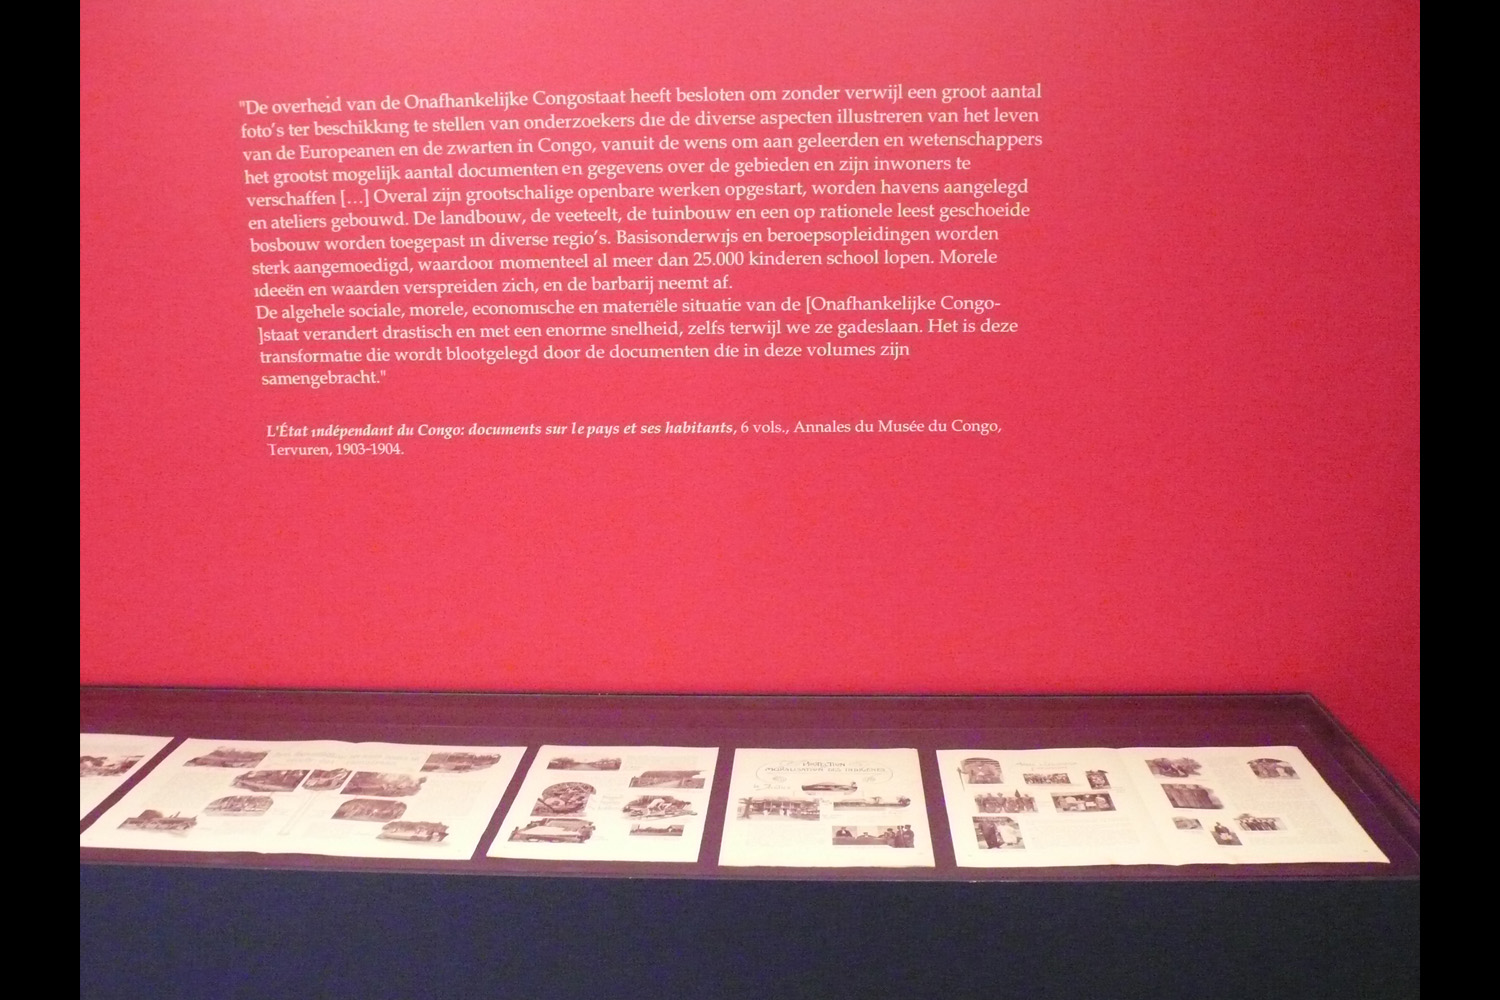 "De overheid van de Onafhankelijke Congostaat heeft besloten om zonder verwijl een groot aantal
foto's ter beschikking te stellen van onderzoekers die de diverse aspecten illustreren van het leven
van de Europeanen en de zwarten in Congo, vanuit de wens om aan geleerden en wetenschappers
het grootst mogelijk aantal documenten en gegevens over de gebieden en zijn inwoners te
verschaffen [...] Overal zijn grootschalige openbare werken opgestart, worden havens aangelegd
en ateliers gebouwd. De landbouw, de veeteelt, de tuinbouw en een op rationele leest geschoeide
bosbouw worden toegepast in diverse regio's. Basisonderwijs en beroepsopleidingen worden
sterk aangemoedigd, waardoor momenteel al meer dan 25.000 kinderen school lopen. Morele
ideeën en waarden verspreiden zich, en de barbarij neemt af.
De algehele sociale, morele, economische en materiële situatie van de [Onafhankelijke Congo-
]staat verandert drastisch en met een enorme snelheid, zelfs terwijl we ze gadeslaan. Het is deze
transformatie die wordt blootgelegd door de documenten die in deze volumes zijn
samengebracht."
L'État indépendant du Congo: documents sur le pays et ses habitants, 6 vols., Annales du Musée du Congo,
Tervuren, 1903-1904.